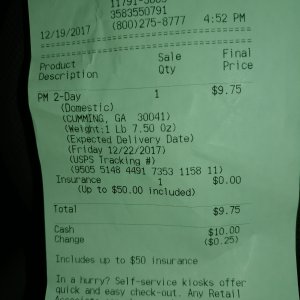 3583550791
12/19/2017 (800)275-8777 4:52 PM
Product Sale Final
Description Qty Price
PM 2-Day 1 $9.75
(Domestic)
(CUMMING, GA 30041)
(Weight:1 Lb 7.50 Oz)
(Expected Delivery Date)
(Friday 12/22/2017)
(USPS Tracking #)
(9505 5148 4491 7353 1158 11)
Insurance 1 $0.00
(Up to $50.00 included)
Total $9.75
Cash $10.00
Change ($0.25)
Includes up to $50 insurance
In a hurry? Self-service kiosks offer
quick and easy check-out. Any Retail